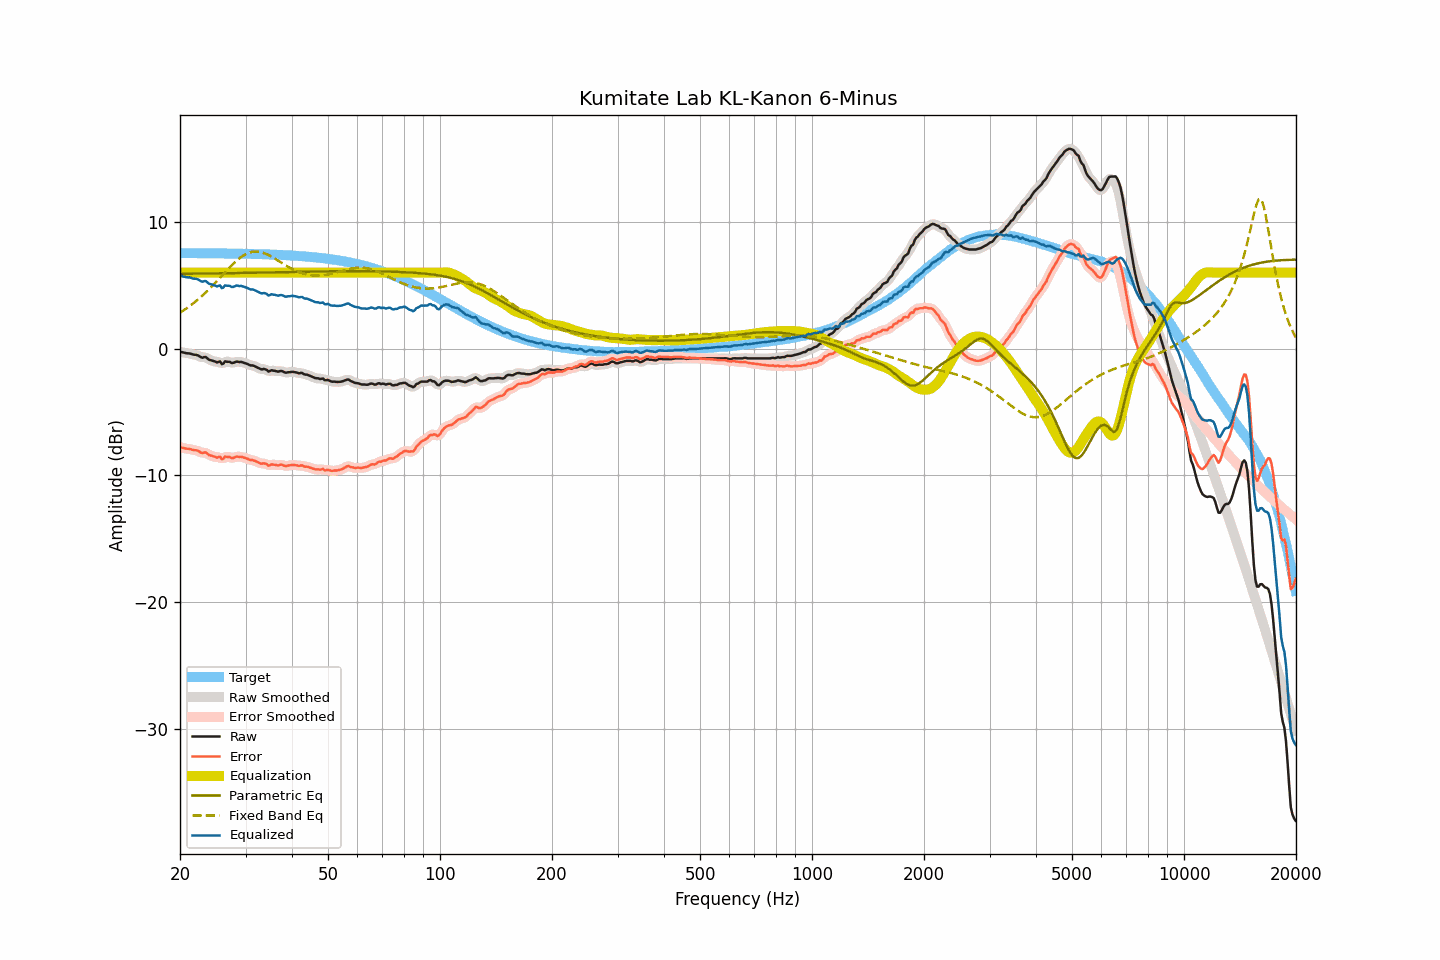 Kumitate Lab KL-Kanon 6-Minus
10
0
−10
−20
−30
Amplitude (dBr)
Target
Raw Smoothed
Error Smoothed
Raw
Error
Equalization
Parametric Eq
Fixed Band Eq
Equalized
20 50 100 200 500 1000 2000 5000 10000 20000
Frequency (Hz)